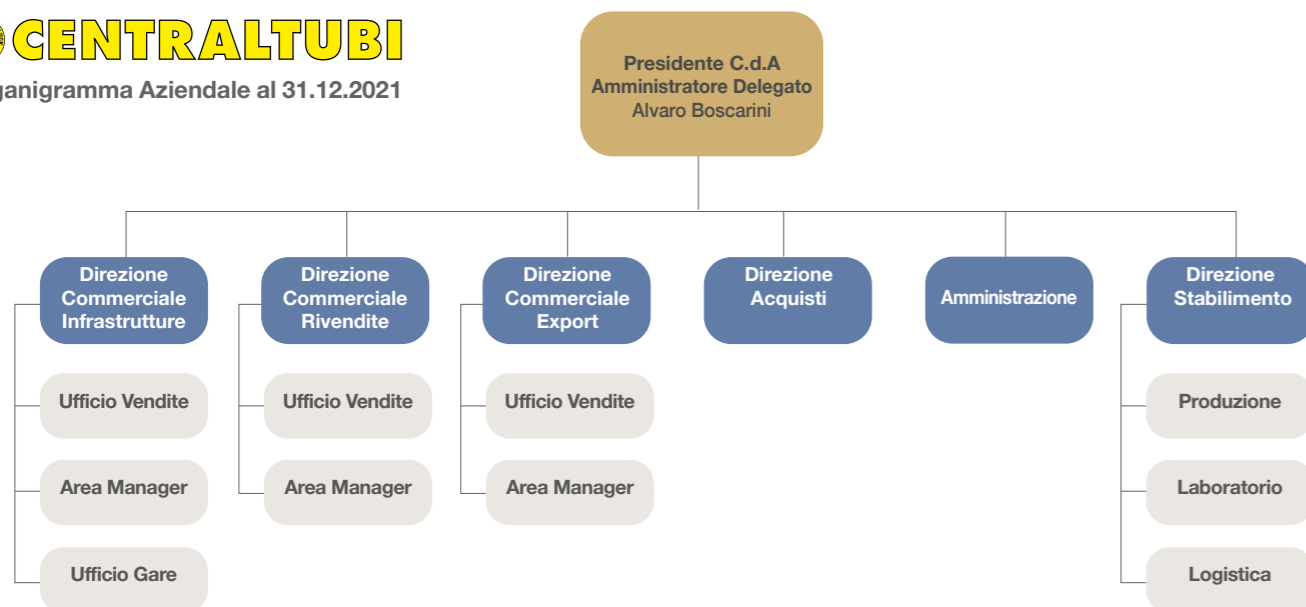 CENTRALTUBI
ganigramma Aziendale al 31.12.2021
Presidente C.d.A
Amministratore Delegato
Alvaro Boscarini
Direzione
Commerciale
Infrastrutture
Direzione
Commerciale
Rivendite
Direzione
Commerciale
Export
Direzione
Acquisti
Amministrazione
Direzione
Stabilimento
Ufficio Vendite
Ufficio Vendite
Ufficio Vendite
Produzione
Area Manager
Area Manager
Area Manager
Laboratorio
Ufficio Gare
Logistica